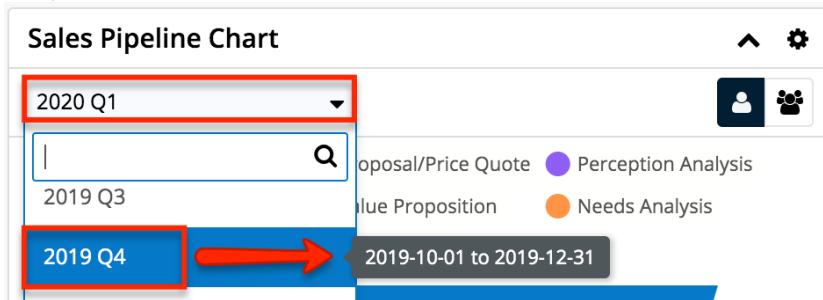 Sales Pipeline Chart
2020 Q1
oposal/Price Quote
Perception Analysis
2019 Q3
lue Proposition
Needs Analysis
2019 Q4
2019-10-01 to 2019-12-31